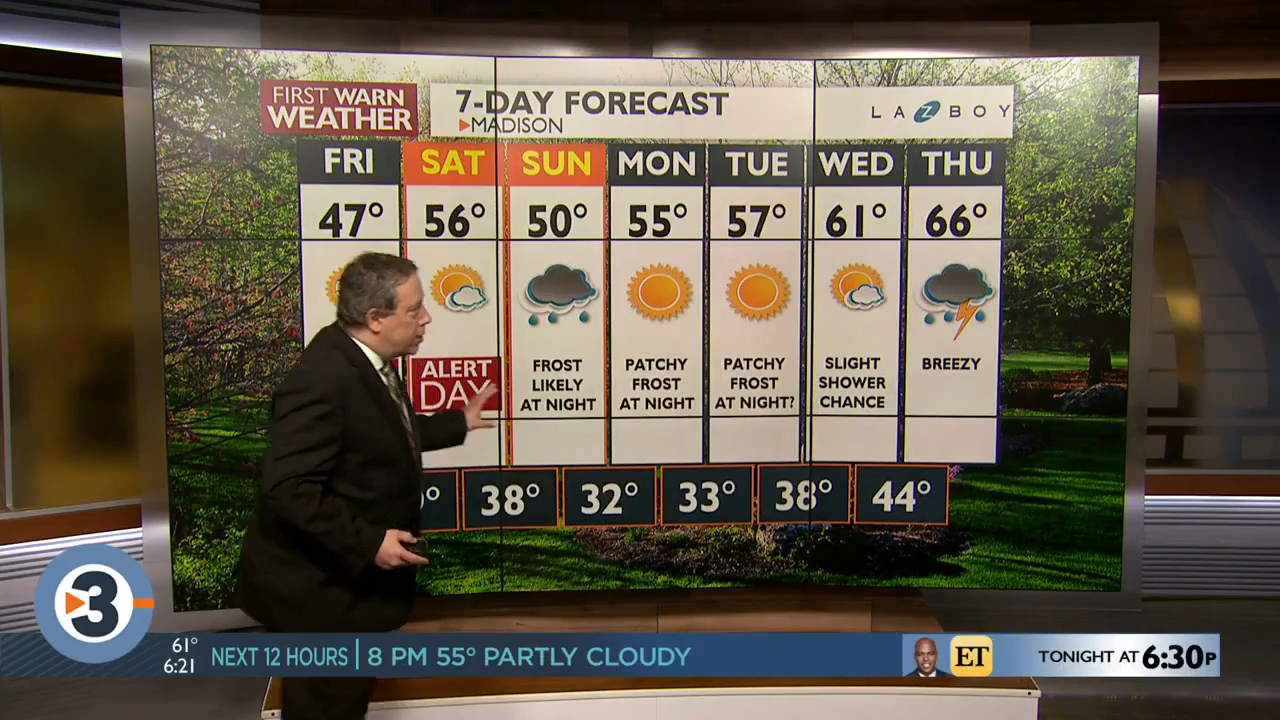 FIRST WARN
WEATHER
7-DAY FORECAST
MADISON
LAZBOY
FRI SAT SUN MON TUE WED THU
47° 56° 50° 55° 57° 61° 66°
ALERT
DAY
FROST
LIKELY
AT NIGHT
PATCHY
FROST
AT NIGHT
PATCHY
FROST
AT NIGHT?
SLIGHT
SHOWER
CHANCE
BREEZY
38° 32° 33° 38° 44°
3
61°
6:21
NEXT 12 HOURS | 8 PM 55° PARTLY CLOUDY
ET
TONIGHT AT 6:30P